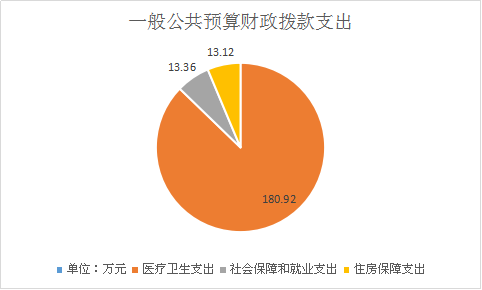 一般公共预算财政拨款支出
13.12
13.36
180.92
单位：万元 医疗卫生支出 社会保障和就业支出 住房保障支出